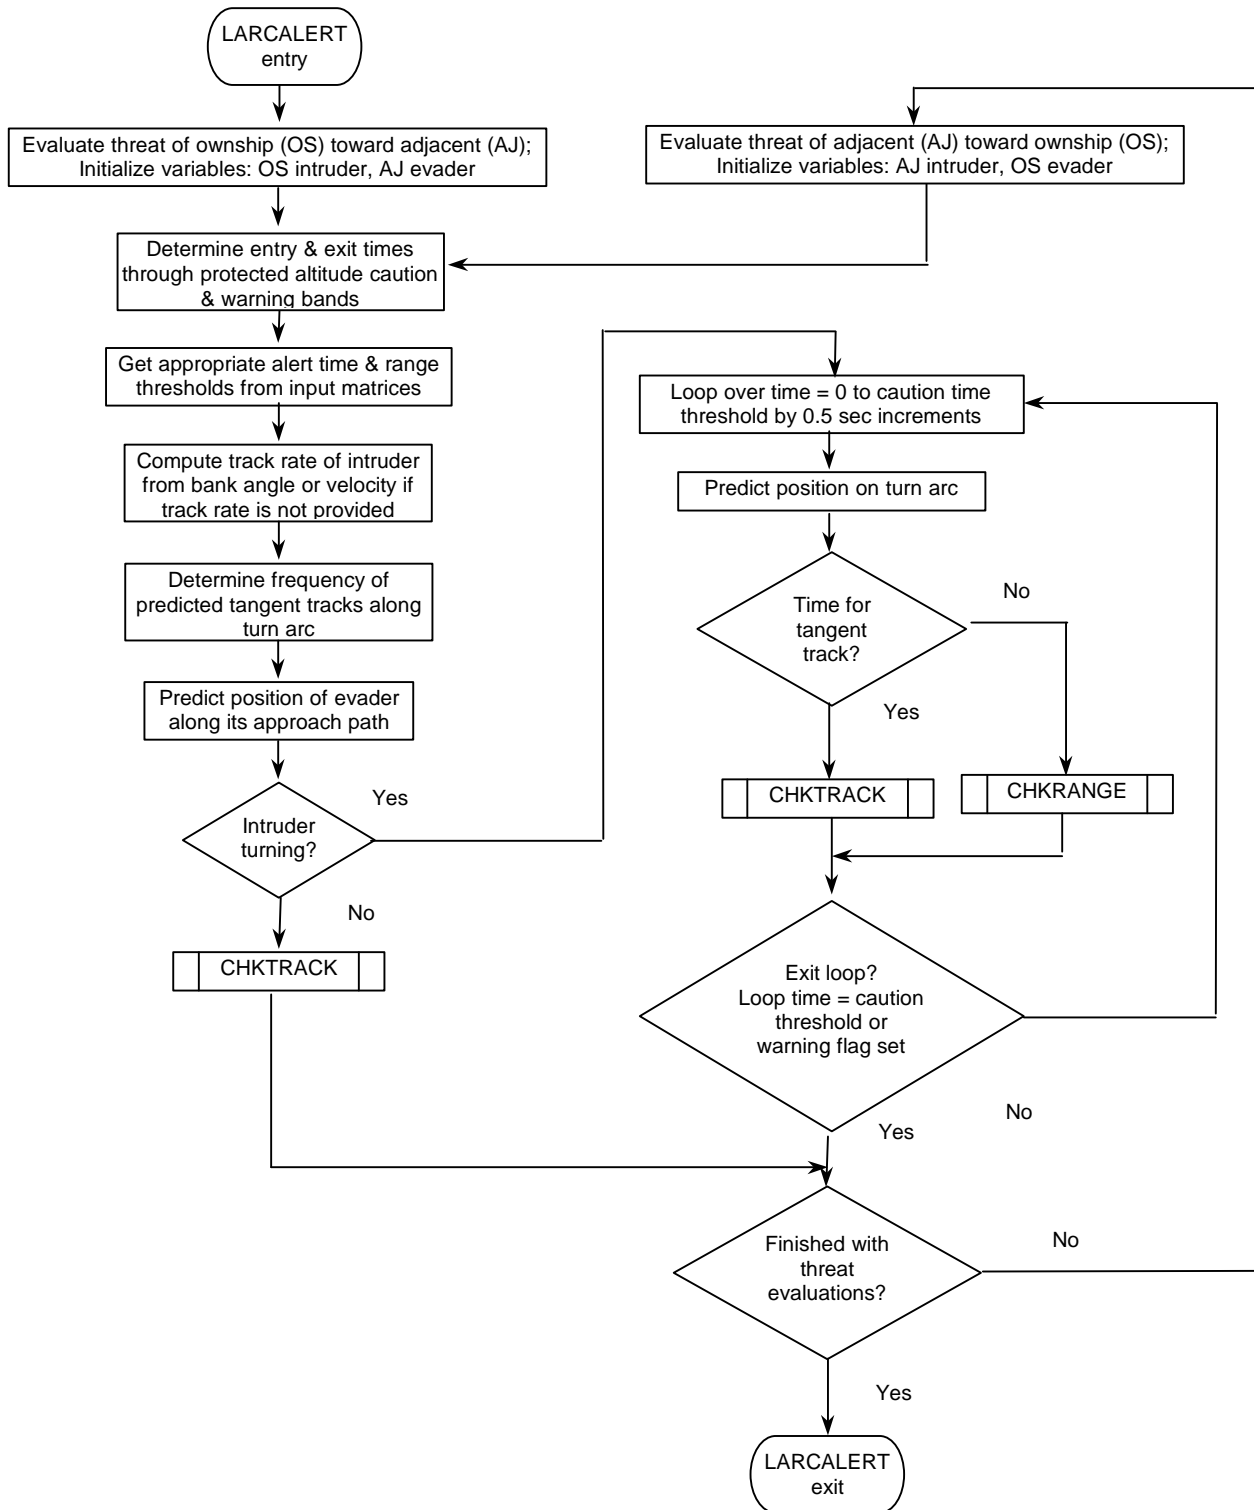 LARCALERT
entry
Evaluate threat of ownship (OS) toward adjacent (AJ);
Initialize variables: OS intruder, AJ evader
Evaluate threat of adjacent (AJ) toward ownship (OS);
Initialize variables: AJ intruder, OS evader
Determine entry & exit times
through protected altitude caution
& warning bands
Get appropriate alert time & range
thresholds from input matrices
Compute track rate of intruder
from bank angle or velocity if
track rate is not provided
Determine frequency of
predicted tangent tracks along
turn arc
Predict position of evader
along its approach path
Intruder
turning?
Yes
No
CHKTRACK
Loop over time = 0 to caution time
threshold by 0.5 sec increments
Predict position on turn arc
Time for
tangent
track?
No
Yes
CHKTRACK
CHKRANGE
Exit loop?
Loop time = caution
threshold or
warning flag set
No
Yes
Finished with
threat
evaluations?
No
Yes
LARCALERT
exit